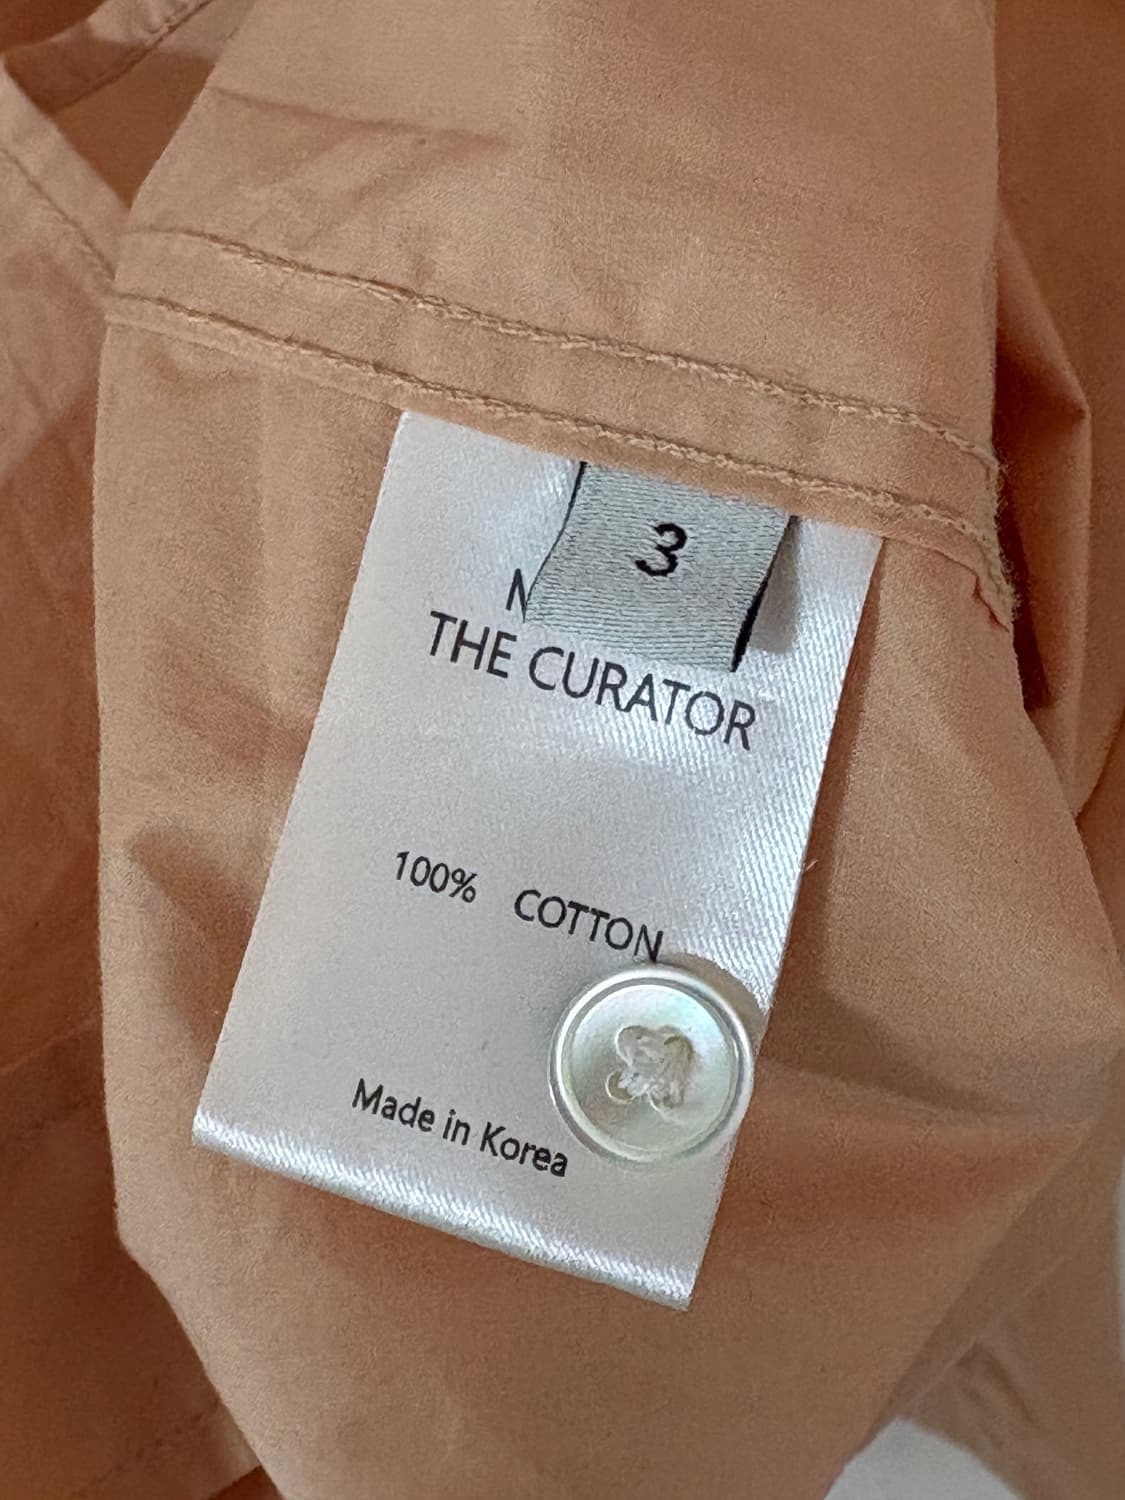 3
THE CURATOR
100% COTTON
Made in Korea